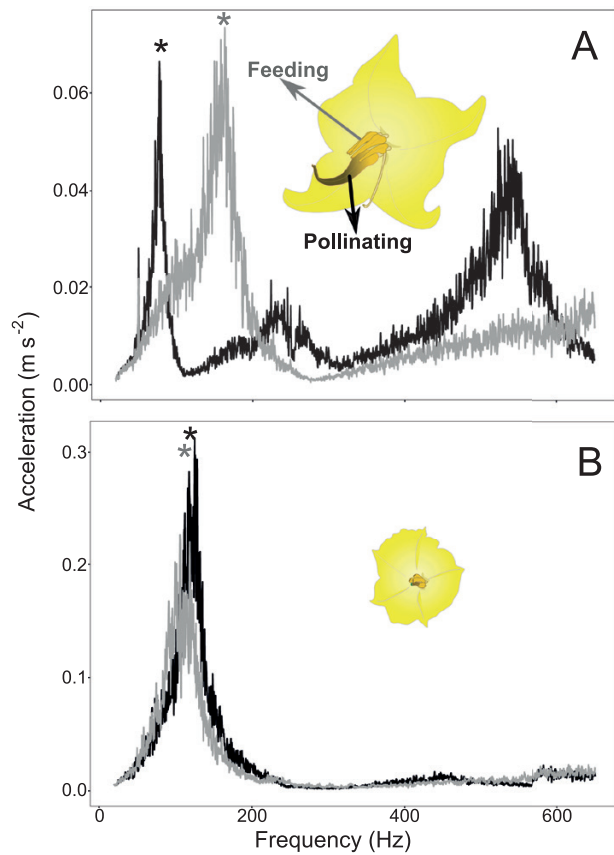 * * A
Feeding
Pollinating
0.06
0.04
0.02
0.00
Acceleration (m s⁻²)
* * B
0.3
0.2
0.1
0.0
0 200 400 600
Frequency (Hz)